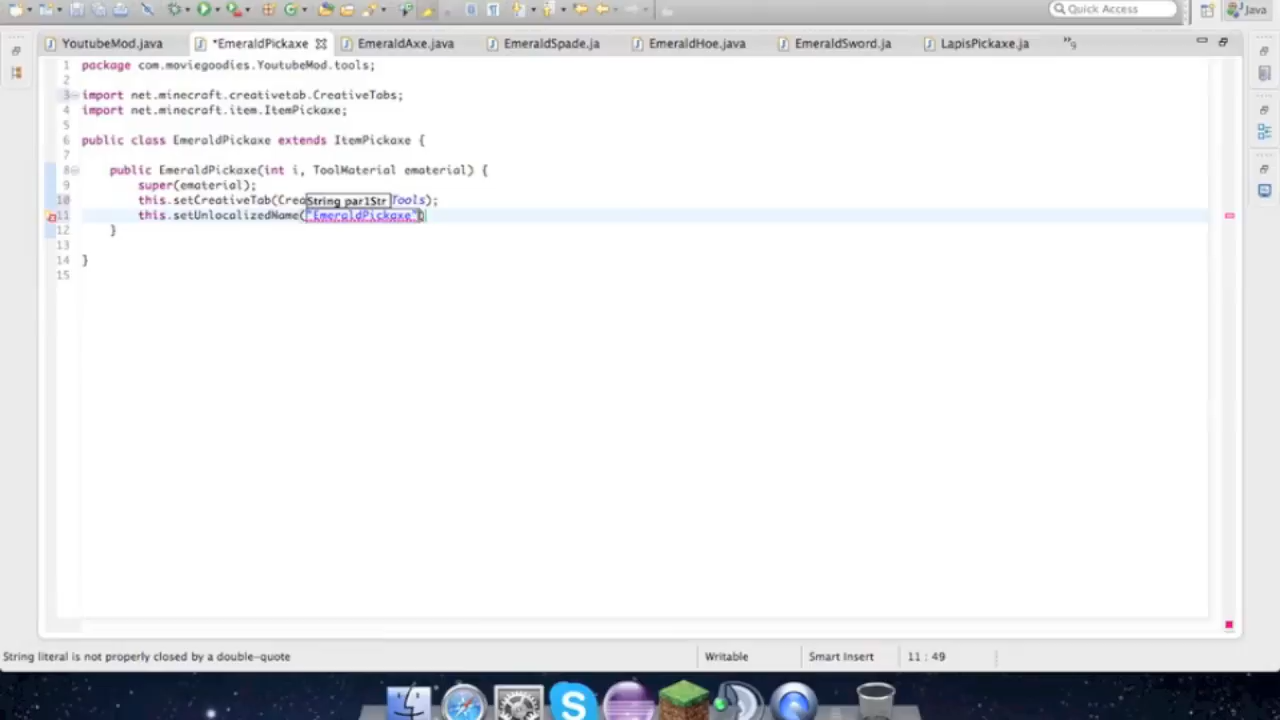 Quick Access
Java
YoutubeMod.java
*EmeraldPickaxe
EmeraldAxe.java
EmeraldSpade.ja
EmeraldHoe.java
EmeraldSword.java
LapisPickaxe.ja
»9
1 package com.moviegoodies.YoutubeMod.tools;
2
3 import net.minecraft.creativetab.CreativeTabs;
4 import net.minecraft.item.ItemPickaxe;
5
6 public class EmeraldPickaxe extends ItemPickaxe {
7
8 public EmeraldPickaxe(int i, ToolMaterial ematerial) {
9 super(ematerial);
10 this.setCreativeTab(Crea String par1Str Tools);
11 this.setUnlocalizedName("EmeraldPickaxe")
12 }
13
14 }
15
String literal is not properly closed by a double-quote
Writable
Smart Insert
11 : 49